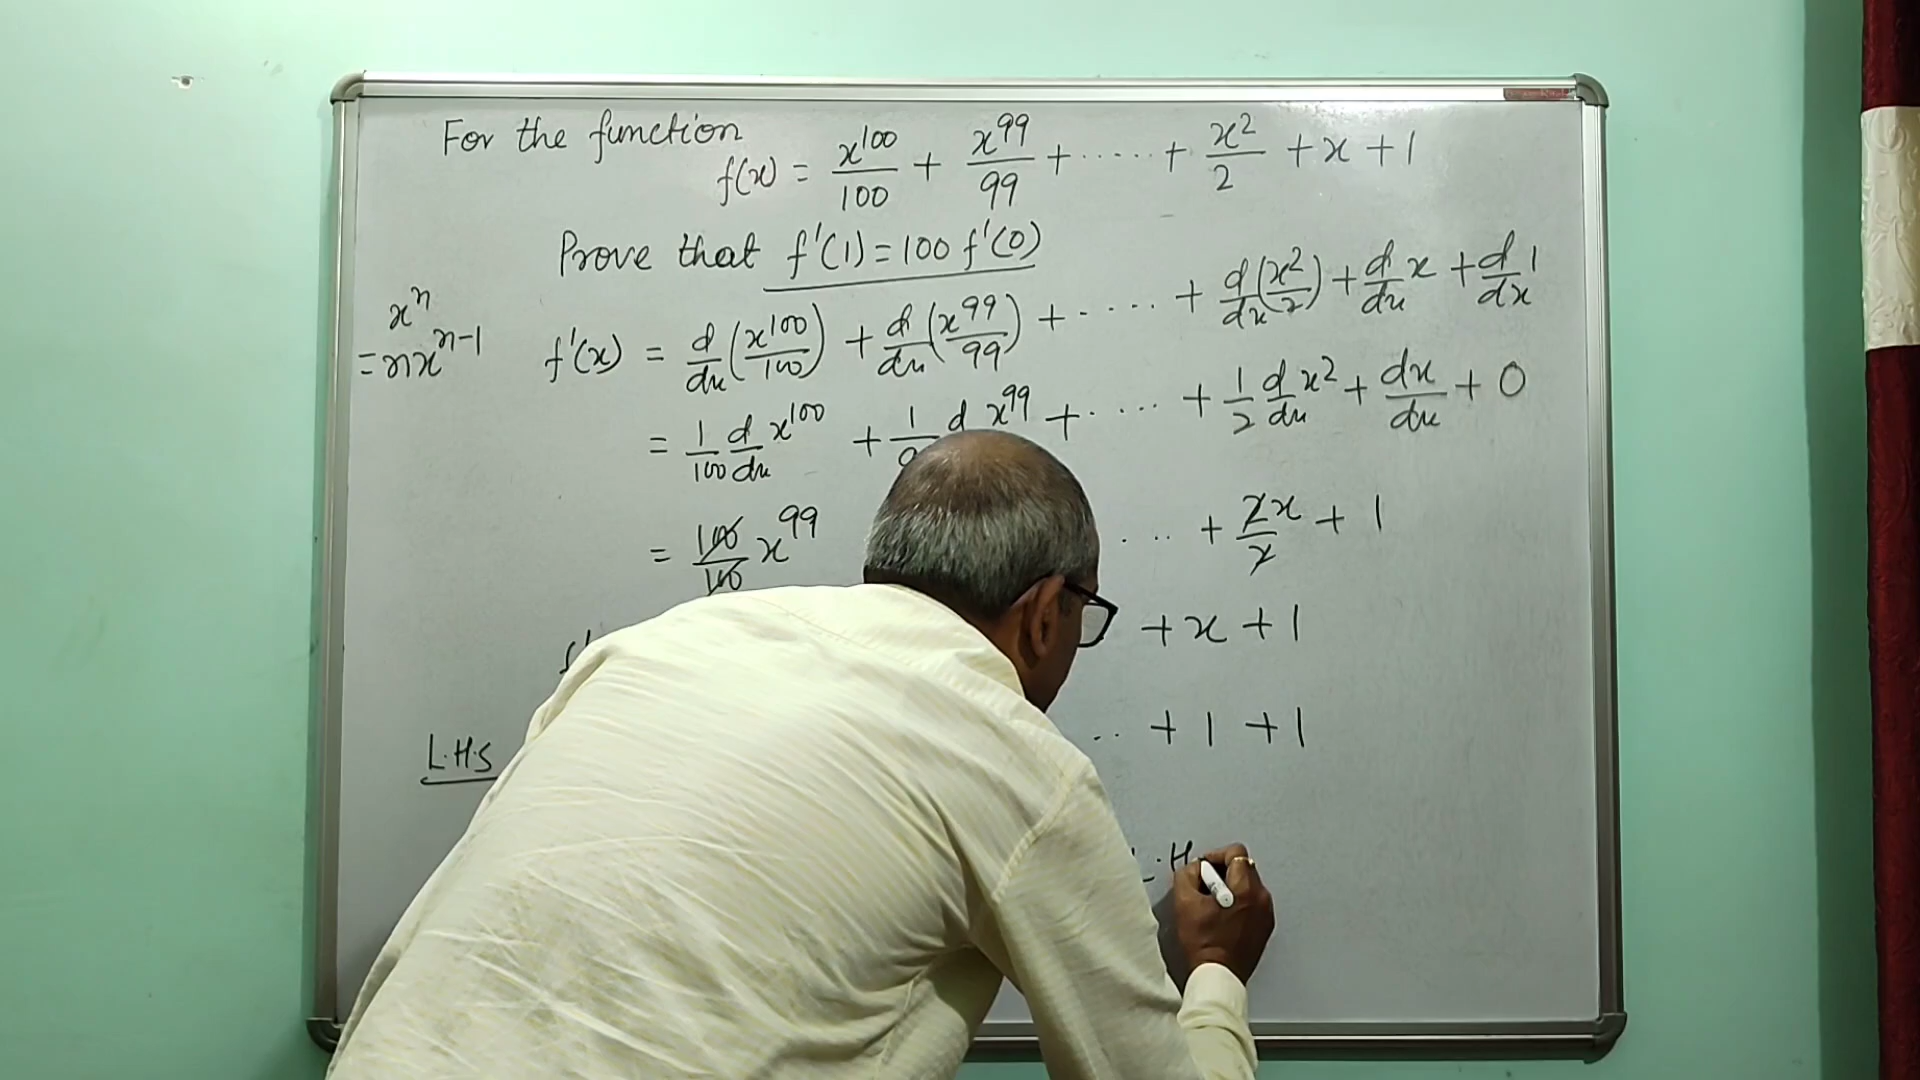 For the function
f(x) = x^100/100 + x^99/99 + ..... + x^2/2 + x + 1
Prove that f'(1) = 100 f'(0)
x^n
= nx^(n-1)
f'(x) = d/dx (x^100/100) + d/dx (x^99/99) + ..... + d/dx (x^2/2) + d/dx x + d/dx 1
= 1/100 d/dx x^100 + 1/ d x^99 + ..... + 1/2 d/dx x^2 + dx/dx + 0
= 100/100 x^99 ... + 2x/2 + 1
+ x + 1
L.H.S .. + 1 + 1
L.H